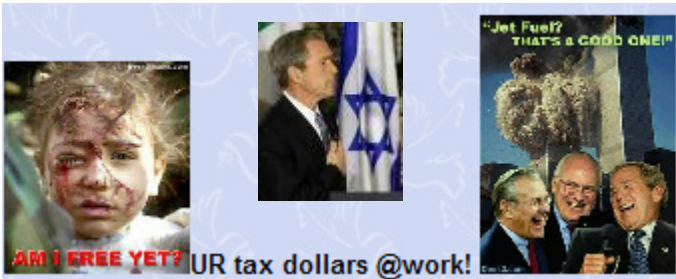 "Jet Fuel?
THAT'S A GOOD ONE!"
AM I FREE YET?
UR tax dollars @work!